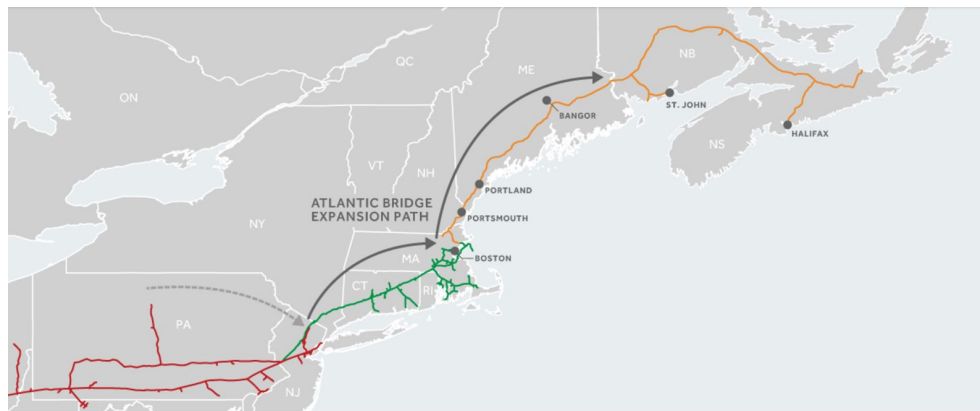 QC
NB
ON
ME
ST. JOHN
BANGOR
HALIFAX
VT
NS
NH
PORTLAND
ATLANTIC BRIDGE
EXPANSION PATH
PORTSMOUTH
NY
MA
BOSTON
CT
RI
PA
NJ